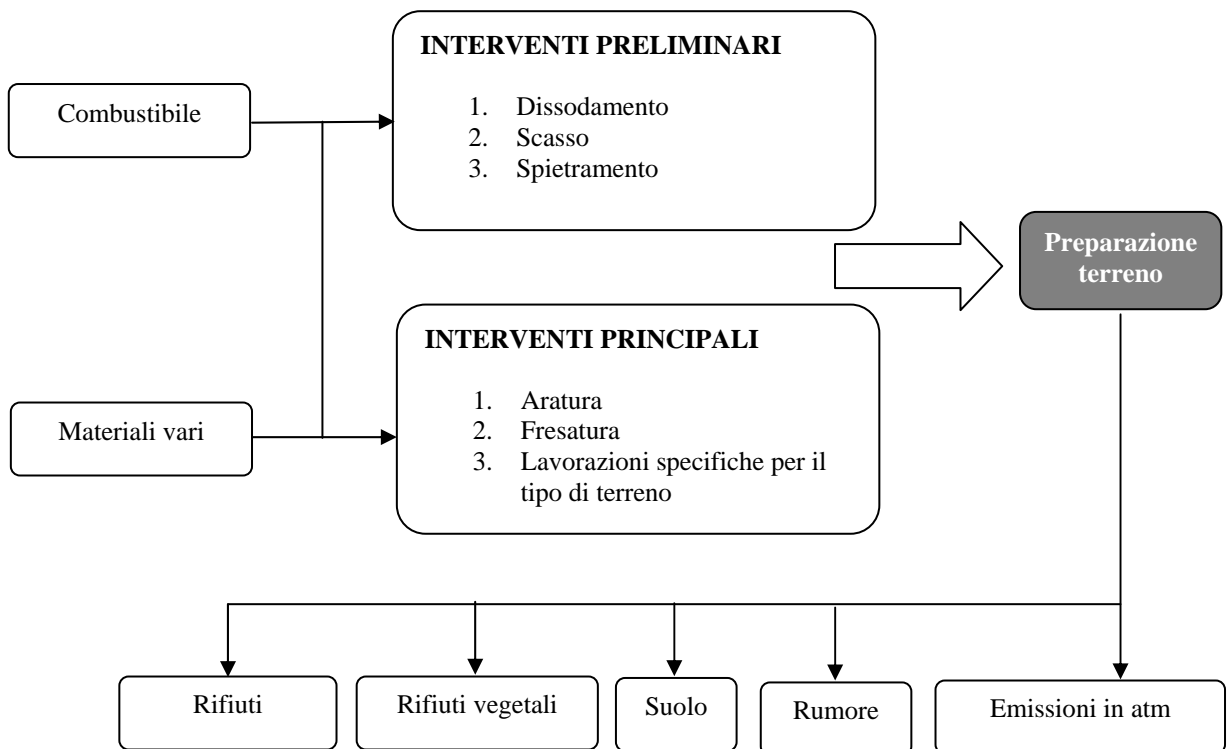 INTERVENTI PRELIMINARI
Combustibile
1. Dissodamento
2. Scasso
3. Spietramento
Preparazione
terreno
INTERVENTI PRINCIPALI
Materiali vari
1. Aratura
2. Fresatura
3. Lavorazioni specifiche per il
tipo di terreno
Rifiuti
Rifiuti vegetali
Suolo
Rumore
Emissioni in atm